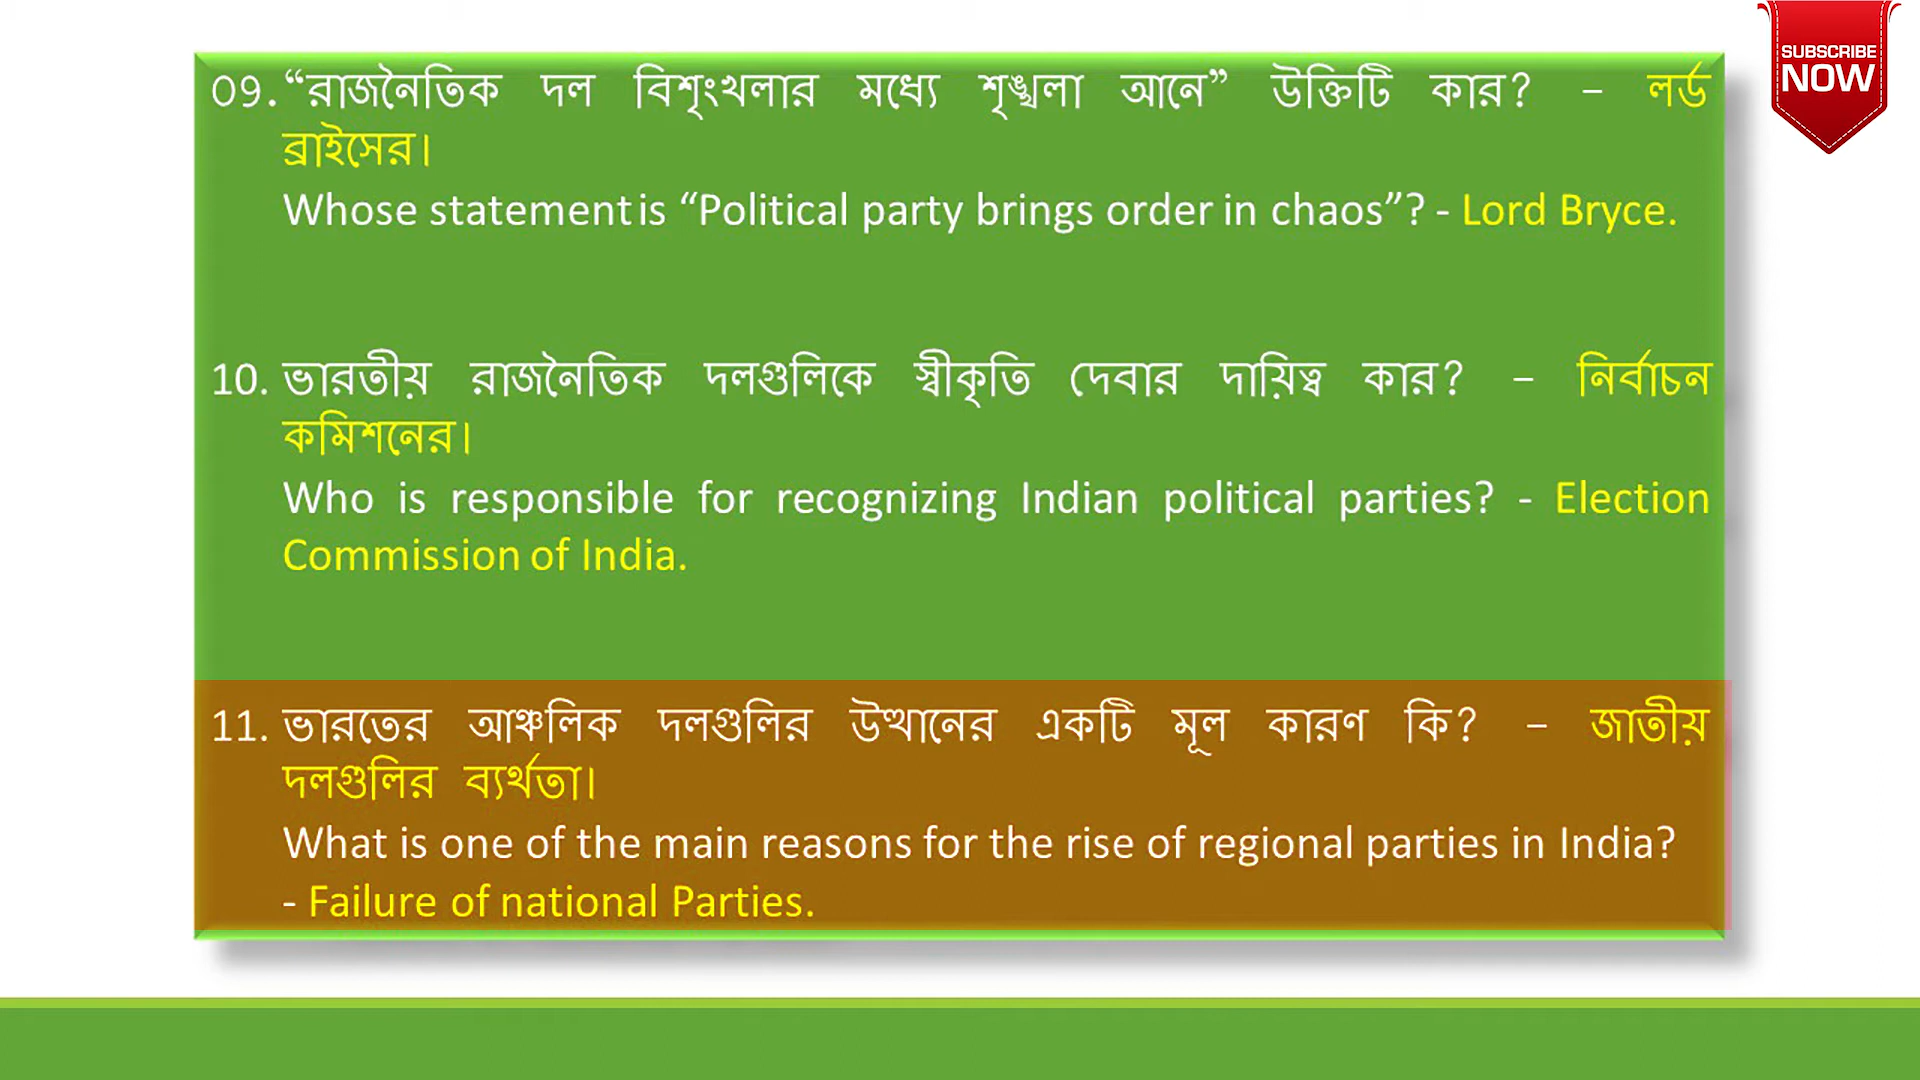 SUBSCRIBE
NOW
09. “রাজনৈতিক দল বিশৃংখলার মধ্যে শৃঙ্খলা আনে” উক্তিটি কার? – লর্ড
ব্রাইসের।
Whose statement is “Political party brings order in chaos”? - Lord Bryce.
10. ভারতীয় রাজনৈতিক দলগুলিকে স্বীকৃতি দেবার দায়িত্ব কার? – নির্বাচন
কমিশনের।
Who is responsible for recognizing Indian political parties? - Election
Commission of India.
11. ভারতের আঞ্চলিক দলগুলির উত্থানের একটি মূল কারণ কি? – জাতীয়
দলগুলির ব্যর্থতা।
What is one of the main reasons for the rise of regional parties in India?
- Failure of national Parties.